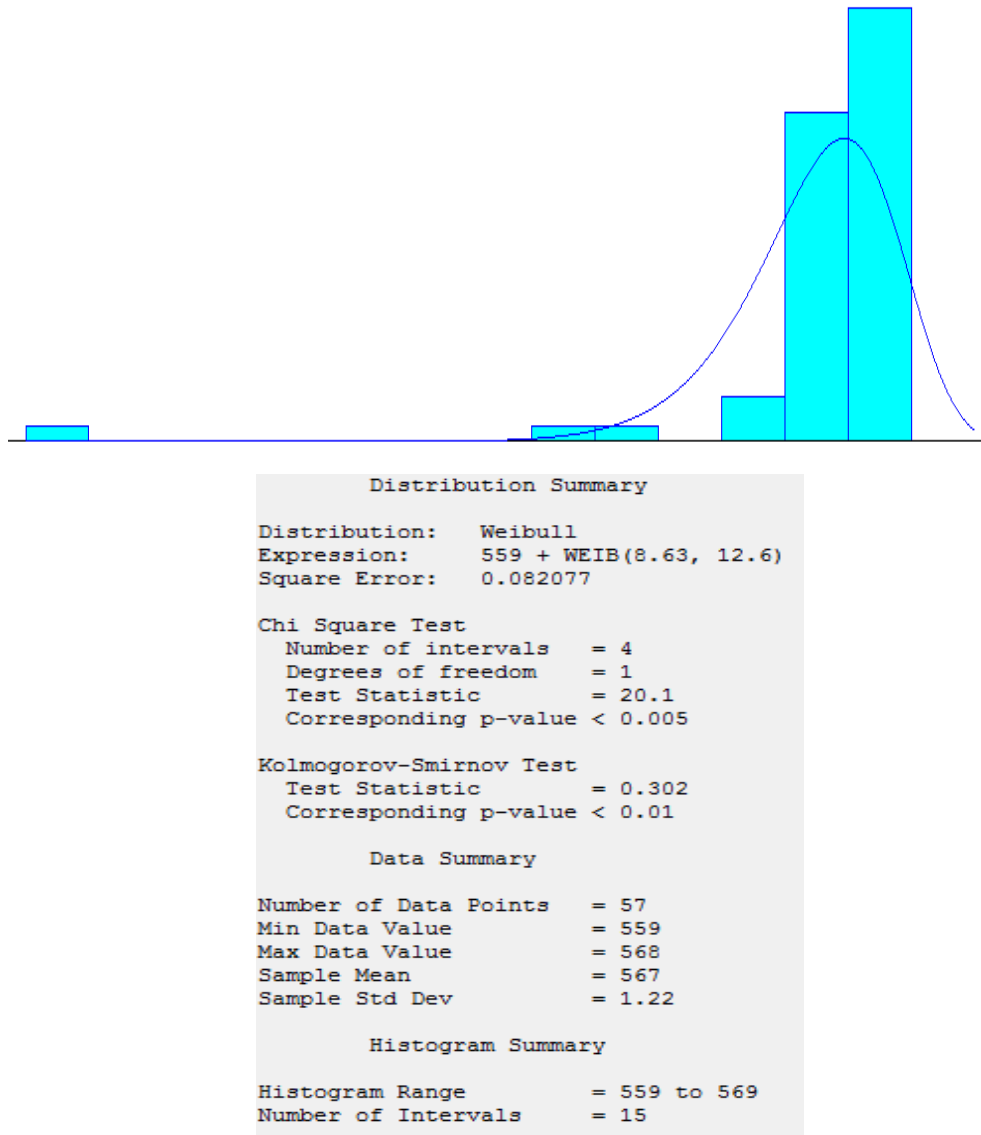 Distribution Summary
Distribution: Weibull
Expression: 559 + WEIB(8.63, 12.6)
Square Error: 0.082077
Chi Square Test
Number of intervals = 4
Degrees of freedom = 1
Test Statistic = 20.1
Corresponding p-value < 0.005
Kolmogorov-Smirnov Test
Test Statistic = 0.302
Corresponding p-value < 0.01
Data Summary
Number of Data Points = 57
Min Data Value = 559
Max Data Value = 568
Sample Mean = 567
Sample Std Dev = 1.22
Histogram Summary
Histogram Range = 559 to 569
Number of Intervals = 15